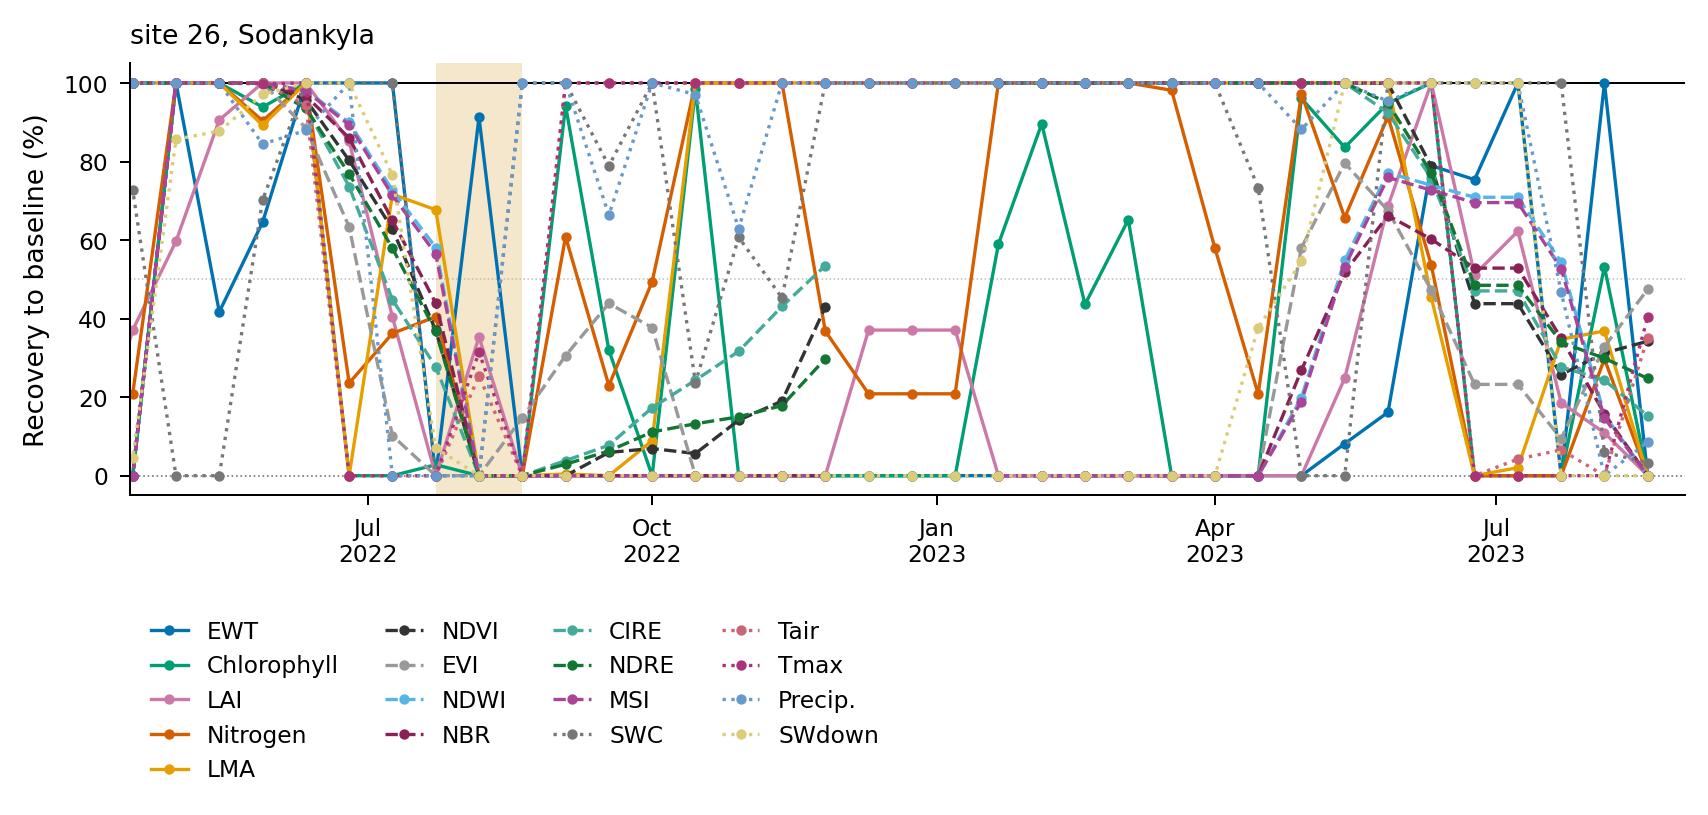 site 26, Sodankyla
Recovery to baseline (%)
100
80
60
40
20
0
Jul
2022
Oct
2022
Jan
2023
Apr
2023
Jul
2023
EWT
Chlorophyll
LAI
Nitrogen
LMA
NDVI
EVI
NDWI
NBR
CIRE
NDRE
MSI
SWC
Tair
Tmax
Precip.
SWdown